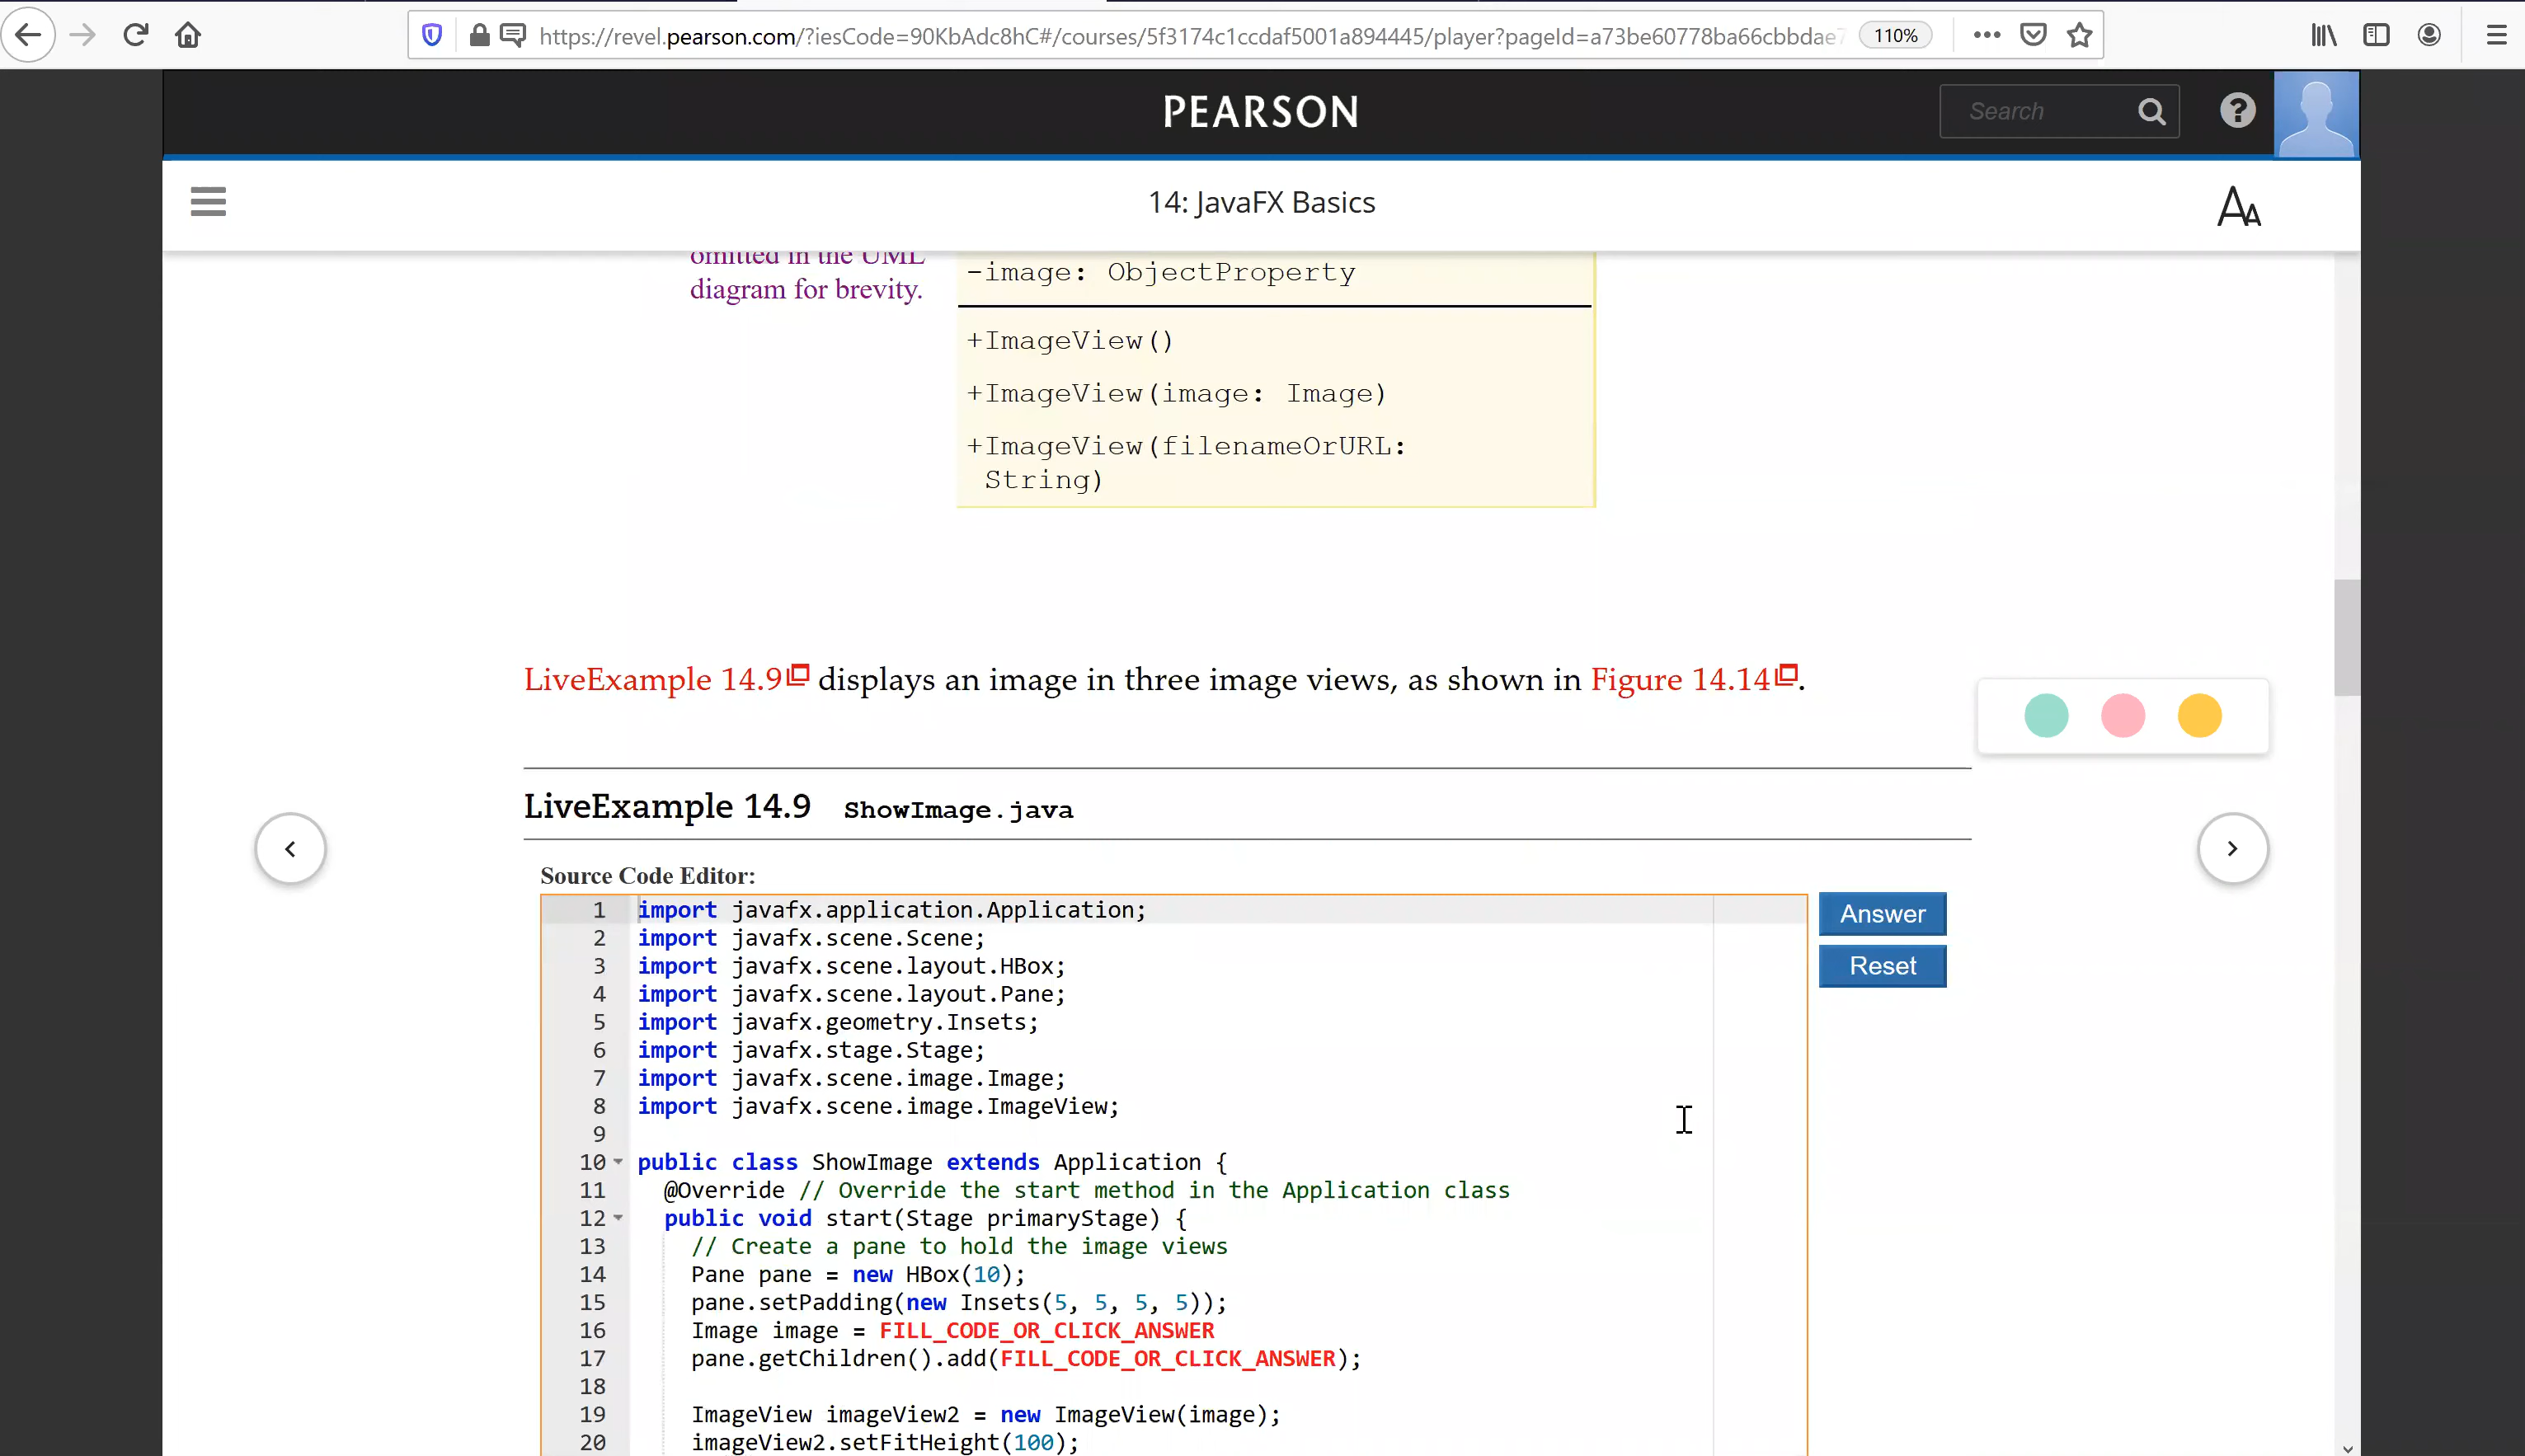 https://revel.pearson.com/?iesCode=90KbAdc8hC#/courses/5f3174c1ccdaf5001a894445/player?pageId=a73be60778ba66cbbdae7
110%
PEARSON
Search
?
14: JavaFX Basics
AA
omitted in the UML
diagram for brevity.
-image: ObjectProperty
+ImageView()
+ImageView(image: Image)
+ImageView(filenameOrURL:
String)
LiveExample 14.9 displays an image in three image views, as shown in Figure 14.14.
LiveExample 14.9 ShowImage.java
Source Code Editor:
Answer
Reset
1 import javafx.application.Application;
2 import javafx.scene.Scene;
3 import javafx.scene.layout.HBox;
4 import javafx.scene.layout.Pane;
5 import javafx.geometry.Insets;
6 import javafx.stage.Stage;
7 import javafx.scene.image.Image;
8 import javafx.scene.image.ImageView;
9
10 public class ShowImage extends Application {
11 @Override // Override the start method in the Application class
12 public void start(Stage primaryStage) {
13 // Create a pane to hold the image views
14 Pane pane = new HBox(10);
15 pane.setPadding(new Insets(5, 5, 5, 5));
16 Image image = FILL_CODE_OR_CLICK_ANSWER
17 pane.getChildren().add(FILL_CODE_OR_CLICK_ANSWER);
18
19 ImageView imageView2 = new ImageView(image);
20 imageView2.setFitHeight(100);